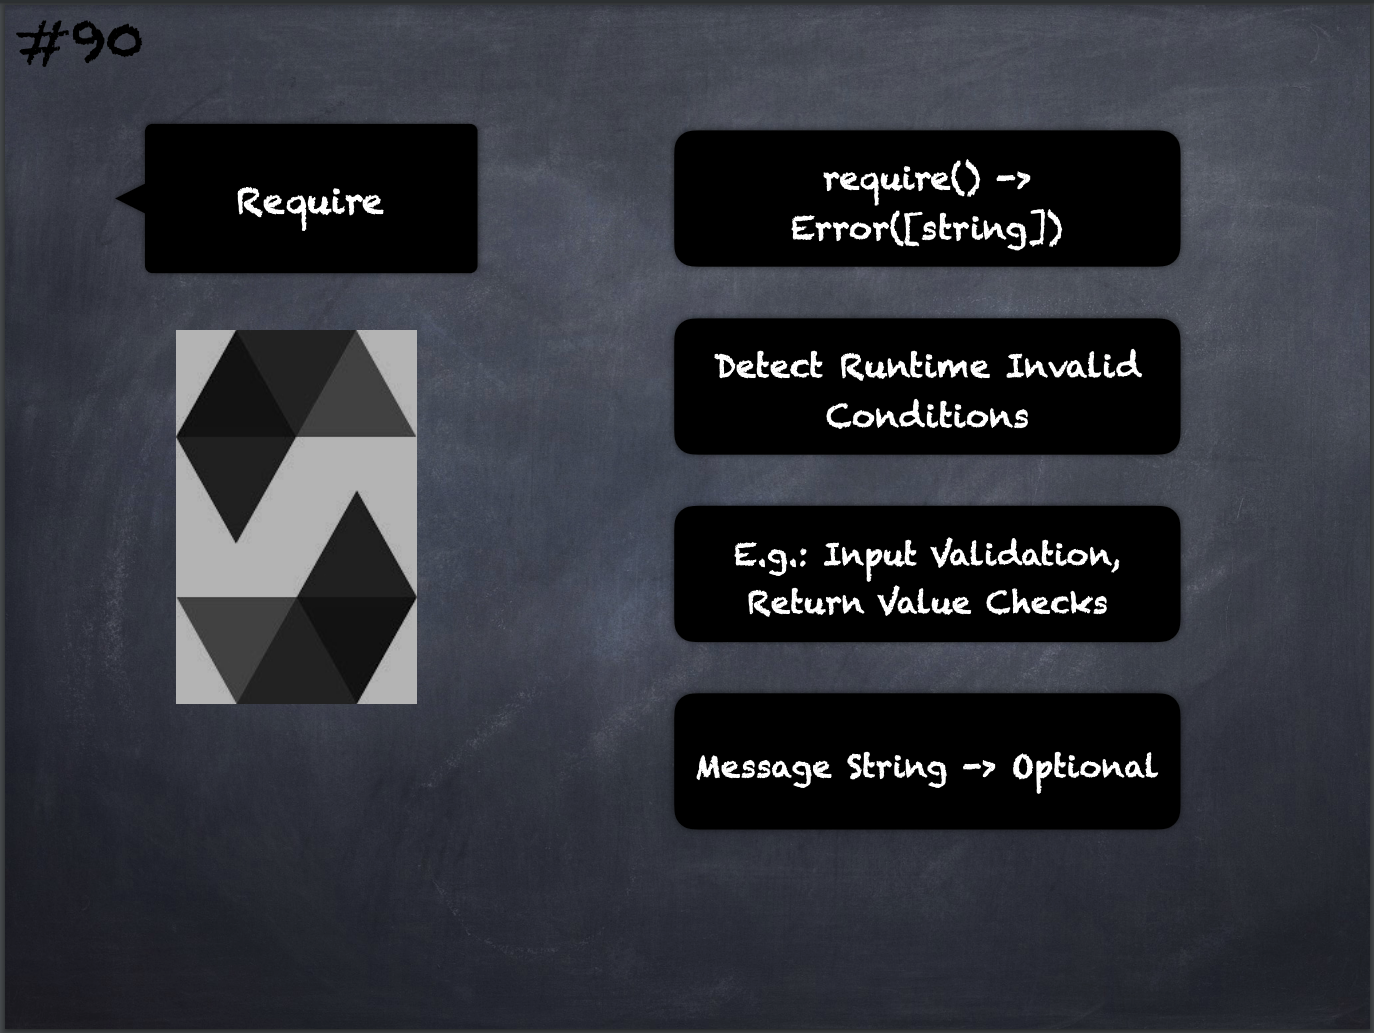 #90
Require
require() ->
Error([string])
Detect Runtime Invalid
Conditions
E.g.: Input Validation,
Return Value Checks
Message String -> Optional